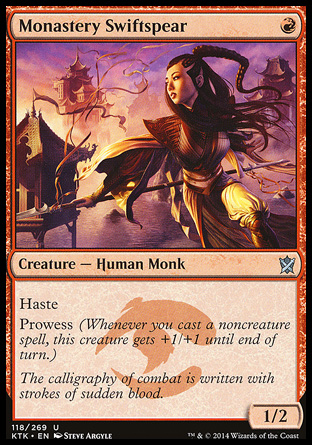 Monastery Swiftspear
Creature — Human Monk
Haste
Prowess (Whenever you cast a noncreature
spell, this creature gets +1/+1 until end of
turn.)
The calligraphy of combat is written with
strokes of sudden blood.
1/2
118/269 U
KTK • EN Steve Argyle
™ & © 2014 Wizards of the Coast